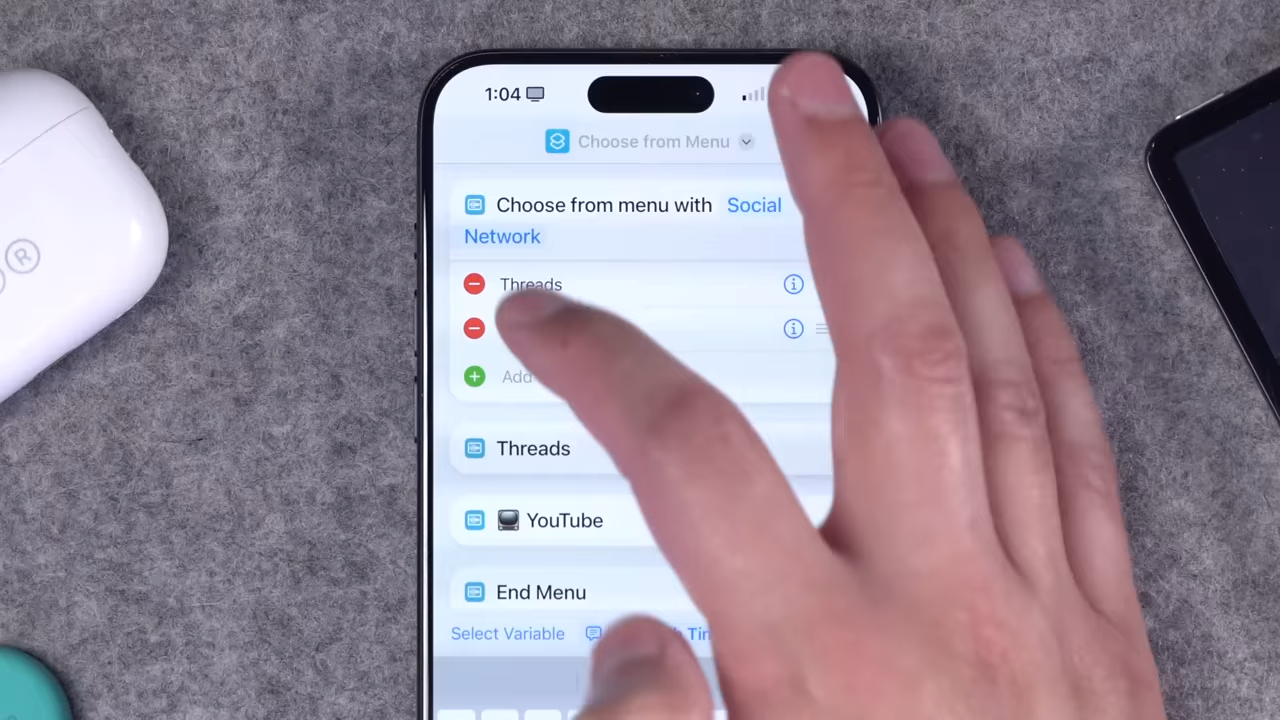 1:04
Choose from Menu
Choose from menu with Social
Network
Threads
Add
Threads
YouTube
End Menu
Select Variable
®